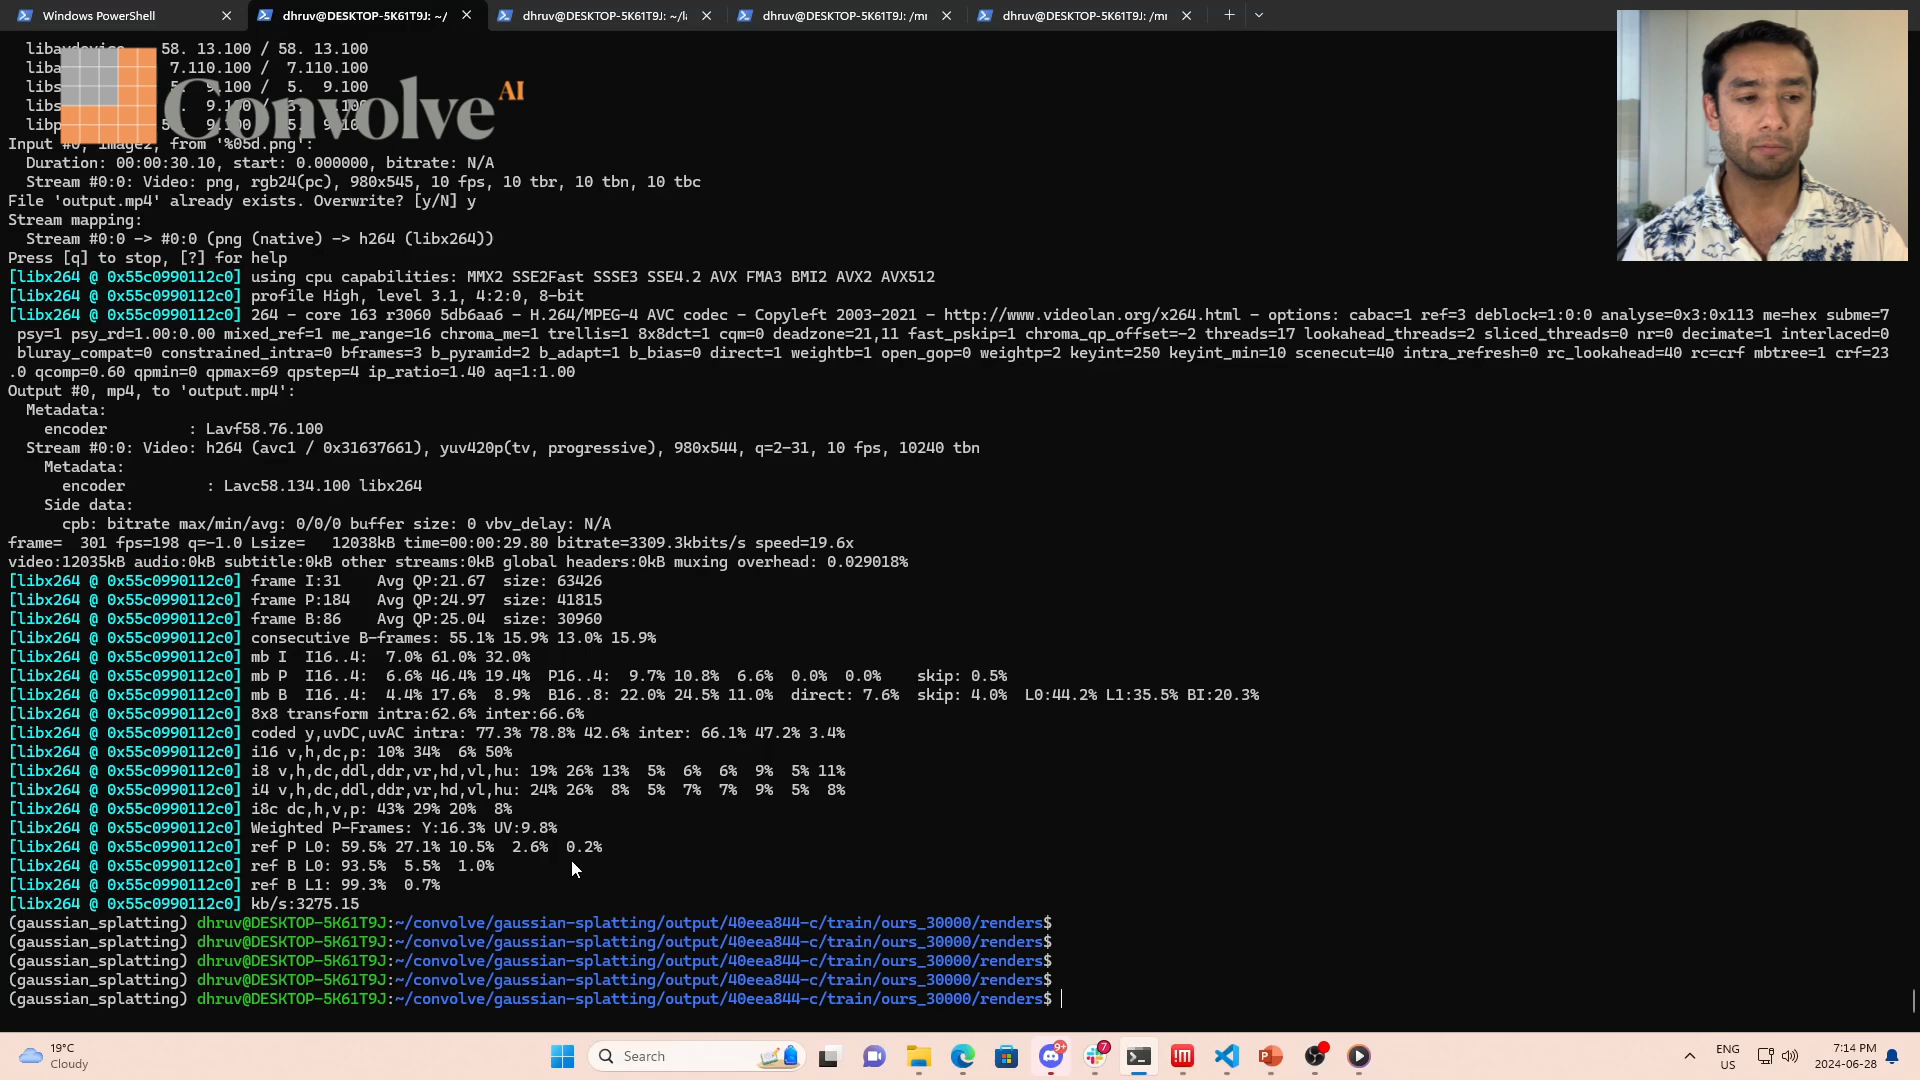 Windows PowerShell
dhruv@DESKTOP-5K61T9J: ~/
dhruv@DESKTOP-5K61T9J: ~/l
dhruv@DESKTOP-5K61T9J: /mn
dhruv@DESKTOP-5K61T9J: /mn
58. 13.100 / 58. 13.100
7.110.100 /  7.110.100
9.100 /  5.  9.100
Convolve AI
Input #0, image2, from '%05d.png':
Duration: 00:00:30.10, start: 0.000000, bitrate: N/A
Stream #0:0: Video: png, rgb24(pc), 980x545, 10 fps, 10 tbr, 10 tbn, 10 tbc
File 'output.mp4' already exists. Overwrite? [y/N] y
Stream mapping:
Stream #0:0 -> #0:0 (png (native) -> h264 (libx264))
Press [q] to stop, [?] for help
[libx264 @ 0x55c0990112c0] using cpu capabilities: MMX2 SSE2Fast SSSE3 SSE4.2 AVX FMA3 BMI2 AVX2 AVX512
[libx264 @ 0x55c0990112c0] profile High, level 3.1, 4:2:0, 8-bit
[libx264 @ 0x55c0990112c0] 264 - core 163 r3060 5db6aa6 - H.264/MPEG-4 AVC codec - Copyleft 2003-2021 - http://www.videolan.org/x264.html - options: cabac=1 ref=3 deblock=1:0:0 analyse=0x3:0x113 me=hex subme=7
psy=1 psy_rd=1.00:0.00 mixed_ref=1 me_range=16 chroma_me=1 trellis=1 8x8dct=1 cqm=0 deadzone=21,11 fast_pskip=1 chroma_qp_offset=-2 threads=17 lookahead_threads=2 sliced_threads=0 nr=0 decimate=1 interlaced=0
bluray_compat=0 constrained_intra=0 bframes=3 b_pyramid=2 b_adapt=1 b_bias=0 direct=1 weightb=1 open_gop=0 weightp=2 keyint=250 keyint_min=10 scenecut=40 intra_refresh=0 rc_lookahead=40 rc=crf mbtree=1 crf=23
.0 qcomp=0.60 qpmin=0 qpmax=69 qpstep=4 ip_ratio=1.40 aq=1:1.00
Output #0, mp4, to 'output.mp4':
Metadata:
encoder         : Lavf58.76.100
Stream #0:0: Video: h264 (avc1 / 0x31637661), yuv420p(tv, progressive), 980x544, q=2-31, 10 fps, 10240 tbn
Metadata:
encoder         : Lavc58.134.100 libx264
Side data:
cpb: bitrate max/min/avg: 0/0/0 buffer size: 0 vbv_delay: N/A
frame=  301 fps=198 q=-1.0 Lsize=   12038kB time=00:00:29.80 bitrate=3309.3kbits/s speed=19.6x
video:12035kB audio:0kB subtitle:0kB other streams:0kB global headers:0kB muxing overhead: 0.029018%
[libx264 @ 0x55c0990112c0] frame I:31    Avg QP:21.67  size: 63426
[libx264 @ 0x55c0990112c0] frame P:184   Avg QP:24.97  size: 41815
[libx264 @ 0x55c0990112c0] frame B:86    Avg QP:25.04  size: 30960
[libx264 @ 0x55c0990112c0] consecutive B-frames: 55.1% 15.9% 13.0% 15.9%
[libx264 @ 0x55c0990112c0] mb I  I16..4:  7.0% 61.0% 32.0%
[libx264 @ 0x55c0990112c0] mb P  I16..4:  6.6% 46.4% 19.4%  P16..4:  9.7% 10.8%  6.6%  0.0%  0.0%    skip: 0.5%
[libx264 @ 0x55c0990112c0] mb B  I16..4:  4.4% 17.6%  8.9%  B16..8: 22.0% 24.5% 11.0%  direct: 7.6%  skip: 4.0%  L0:44.2% L1:35.5% BI:20.3%
[libx264 @ 0x55c0990112c0] 8x8 transform intra:62.6% inter:66.6%
[libx264 @ 0x55c0990112c0] coded y,uvDC,uvAC intra: 77.3% 78.8% 42.6% inter: 66.1% 47.2% 3.4%
[libx264 @ 0x55c0990112c0] i16 v,h,dc,p: 10% 34%  6% 50%
[libx264 @ 0x55c0990112c0] i8 v,h,dc,ddl,ddr,vr,hd,vl,hu: 19% 26% 13%  5%  6%  6%  9%  5% 11%
[libx264 @ 0x55c0990112c0] i4 v,h,dc,ddl,ddr,vr,hd,vl,hu: 24% 26%  8%  5%  7%  7%  9%  5%  8%
[libx264 @ 0x55c0990112c0] i8c dc,h,v,p: 43% 29% 20%  8%
[libx264 @ 0x55c0990112c0] Weighted P-Frames: Y:16.3% UV:9.8%
[libx264 @ 0x55c0990112c0] ref P L0: 59.5% 27.1% 10.5%  2.6%  0.2%
[libx264 @ 0x55c0990112c0] ref B L0: 93.5%  5.5%  1.0%
[libx264 @ 0x55c0990112c0] ref B L1: 99.3%  0.7%
[libx264 @ 0x55c0990112c0] kb/s:3275.15
(gaussian_splatting) dhruv@DESKTOP-5K61T9J:~/convolve/gaussian-splatting/output/40eea844-c/train/ours_30000/renders$
(gaussian_splatting) dhruv@DESKTOP-5K61T9J:~/convolve/gaussian-splatting/output/40eea844-c/train/ours_30000/renders$
(gaussian_splatting) dhruv@DESKTOP-5K61T9J:~/convolve/gaussian-splatting/output/40eea844-c/train/ours_30000/renders$
(gaussian_splatting) dhruv@DESKTOP-5K61T9J:~/convolve/gaussian-splatting/output/40eea844-c/train/ours_30000/renders$
(gaussian_splatting) dhruv@DESKTOP-5K61T9J:~/convolve/gaussian-splatting/output/40eea844-c/train/ours_30000/renders$
19°C
Cloudy
Search
9+
7
ENG
US
7:14 PM
2024-06-28